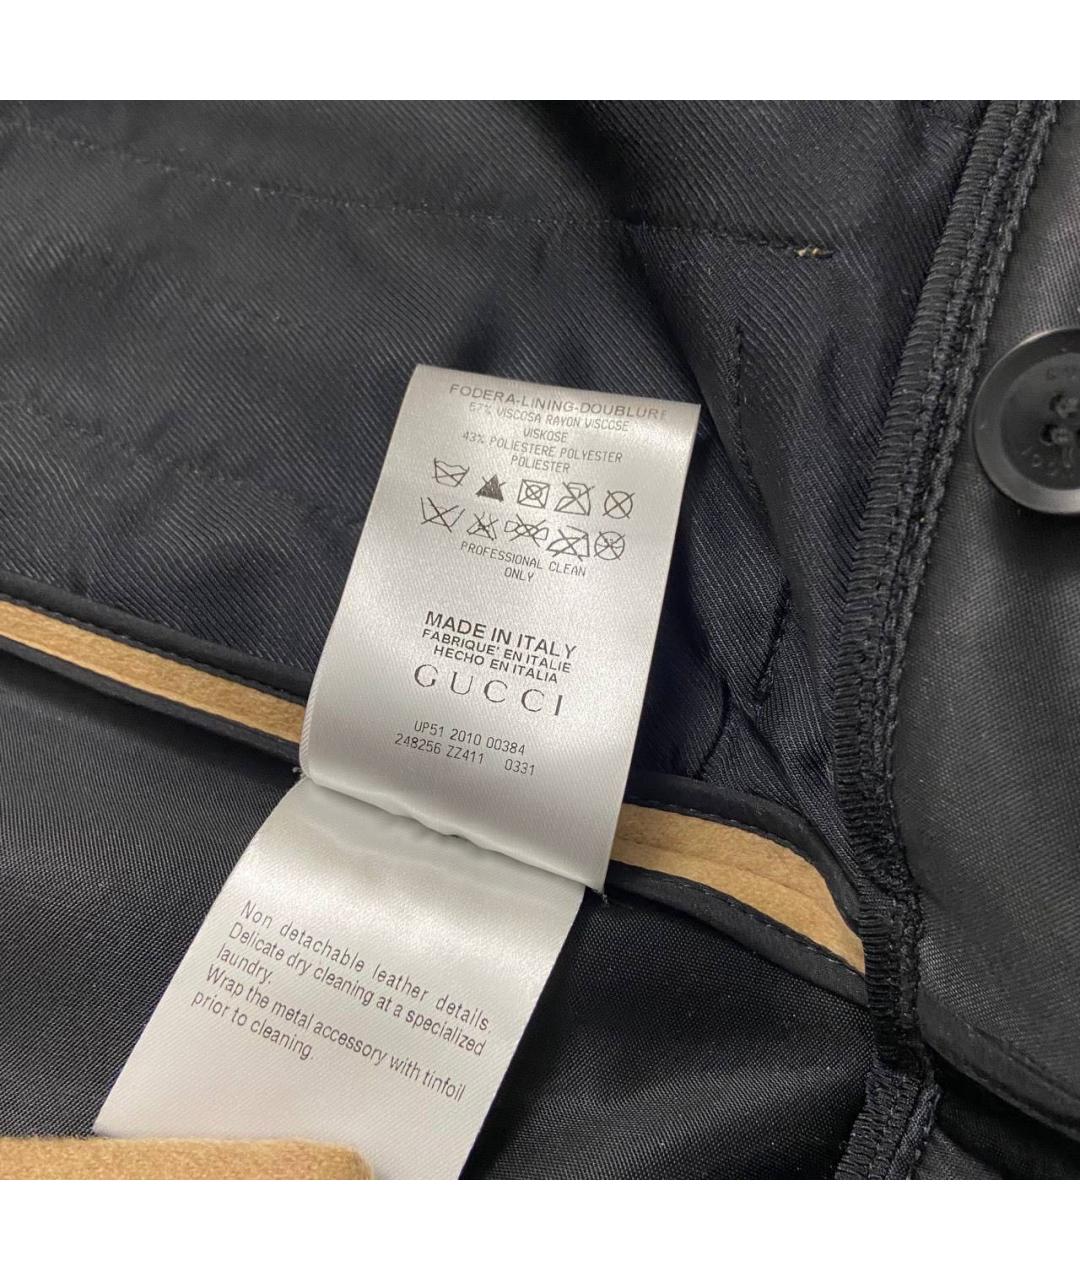 FODERA-LINING-DOUBLURE
57% VISCOSA RAYON VISCOSE
VISKOSE
43% POLIESTERE POLYESTER
POLIESTER
PROFESSIONAL CLEAN
ONLY
MADE IN ITALY
FABRIQUE' EN ITALIE
HECHO EN ITALIA
GUCCI
UP51 2010 00384
248256 ZZ411 0331
Non detachable leather details.
Delicate dry cleaning at a specialized
laundry.
Wrap the metal accessory with tinfoil
prior to cleaning.